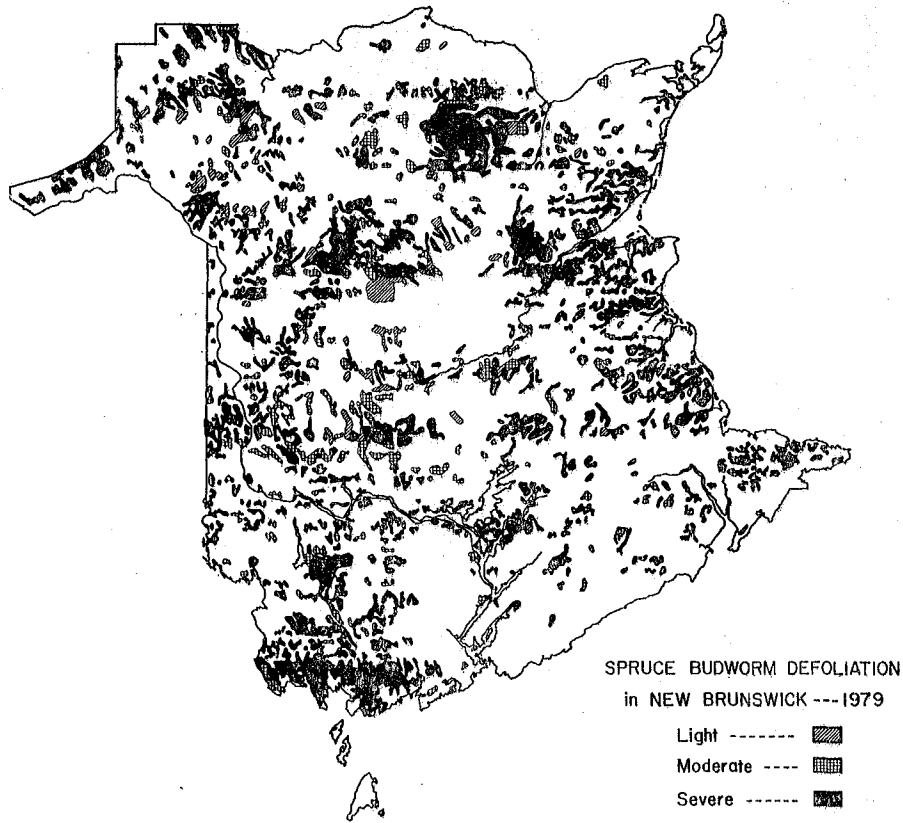 SPRUCE BUDWORM DEFOLIATION
in NEW BRUNSWICK ---1979
Light -------
Moderate ----
Severe ------